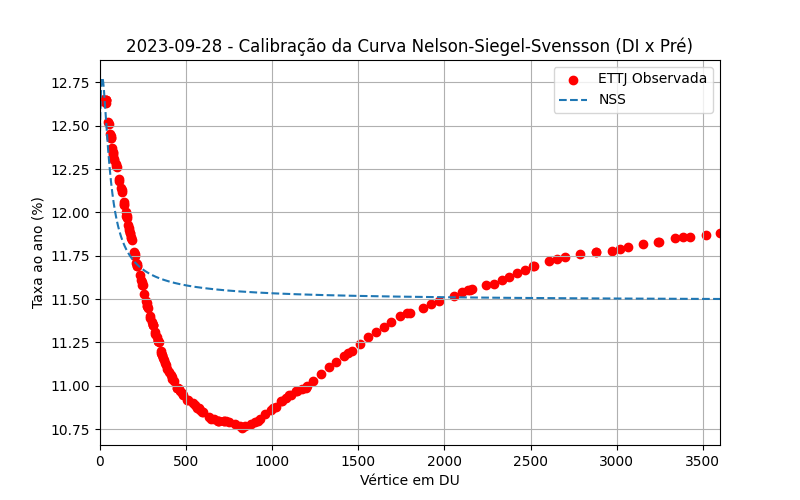 2023-09-28 - Calibração da Curva Nelson-Siegel-Svensson (DI x Pré)
ETTJ Observada
NSS
12.75
12.50
12.25
12.00
11.75
11.50
11.25
11.00
10.75
Taxa ao ano (%)
0 500 1000 1500 2000 2500 3000 3500
Vértice em DU